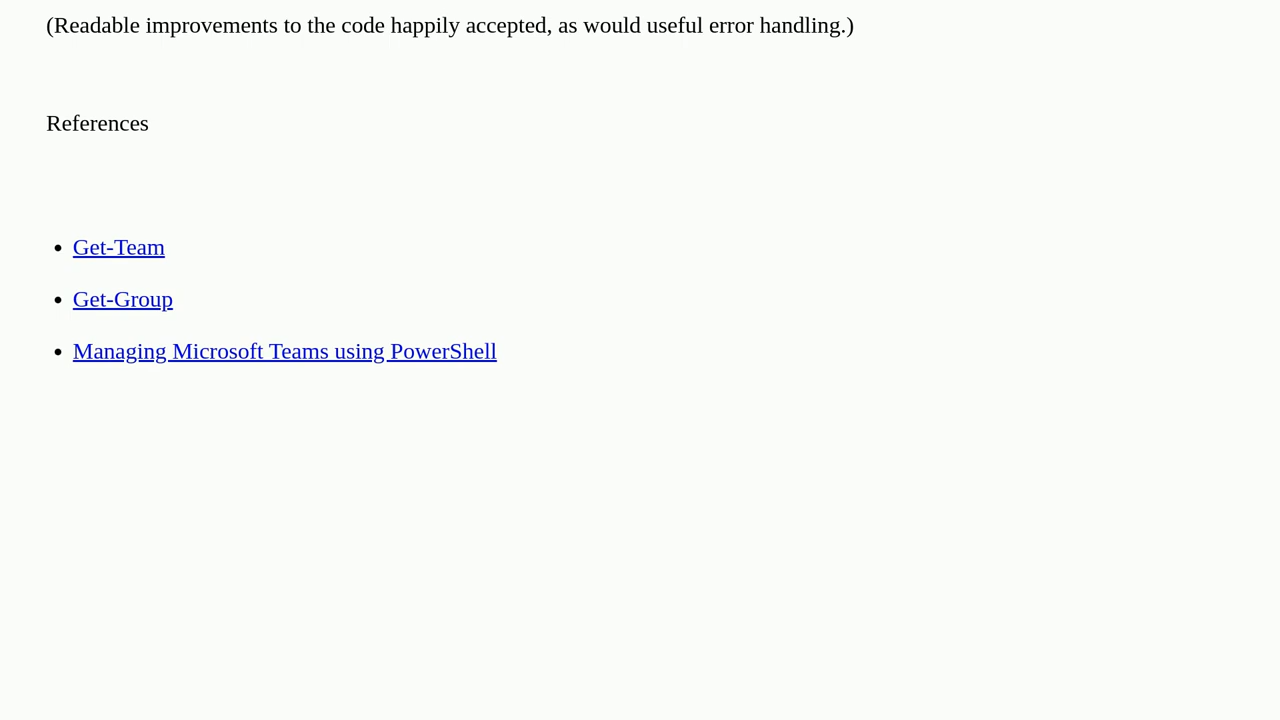 (Readable improvements to the code happily accepted, as would useful error handling.)
References
• Get-Team
• Get-Group
• Managing Microsoft Teams using PowerShell